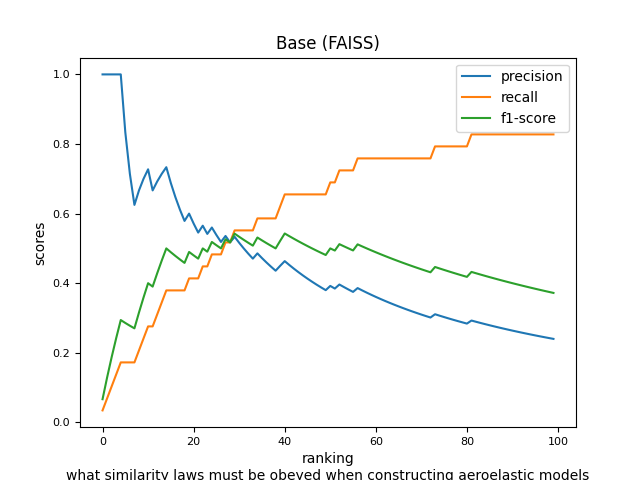 Base (FAISS)
precision
recall
f1-score
1.0
0.8
0.6
0.4
0.2
0.0
scores
0
20
40
60
80
100
ranking
what similarity laws must be obeyed when constructing aeroelastic models